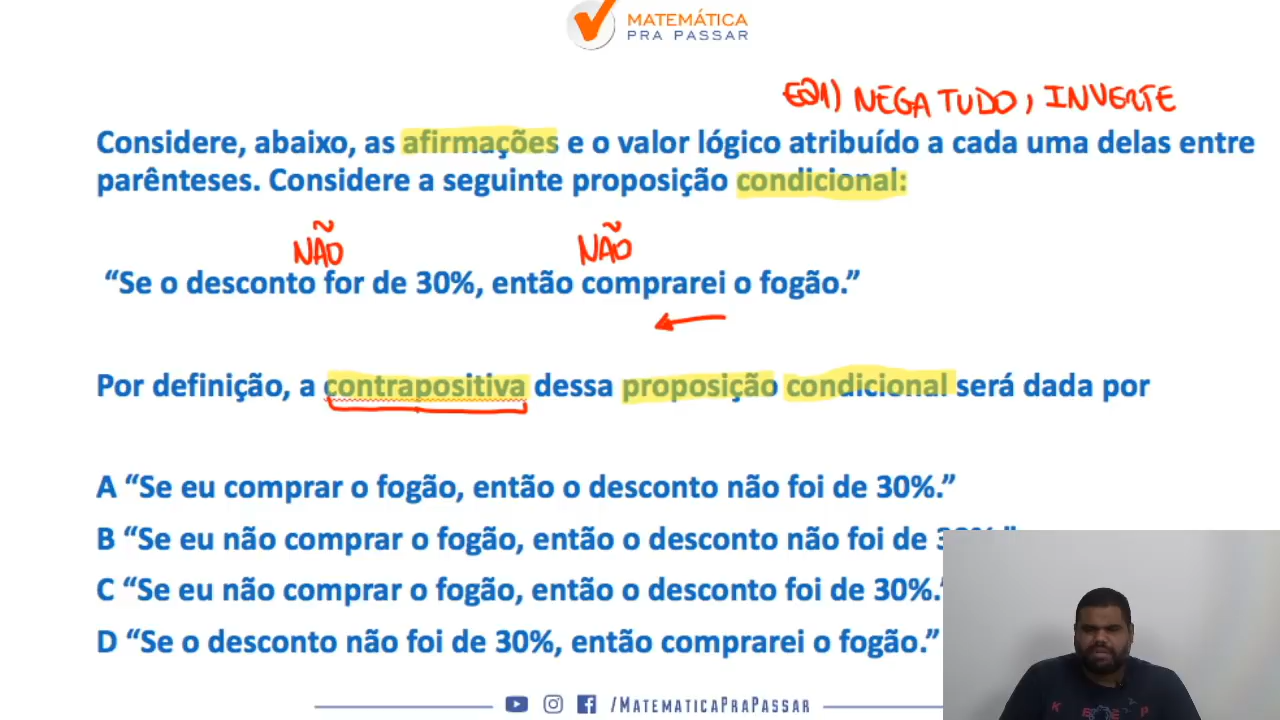 MATEMÁTICA
PRA PASSAR
EQ1) NEGA TUDO, INVERTE
Considere, abaixo, as afirmações e o valor lógico atribuído a cada uma delas entre
parênteses. Considere a seguinte proposição condicional:
NÃO NÃO
“Se o desconto for de 30%, então comprarei o fogão.”
Por definição, a contrapositiva dessa proposição condicional será dada por
A “Se eu comprar o fogão, então o desconto não foi de 30%.”
B “Se eu não comprar o fogão, então o desconto não foi de
C “Se eu não comprar o fogão, então o desconto foi de 30%.”
D “Se o desconto não foi de 30%, então comprarei o fogão.”
/MATEMATICAPRAPASSAR